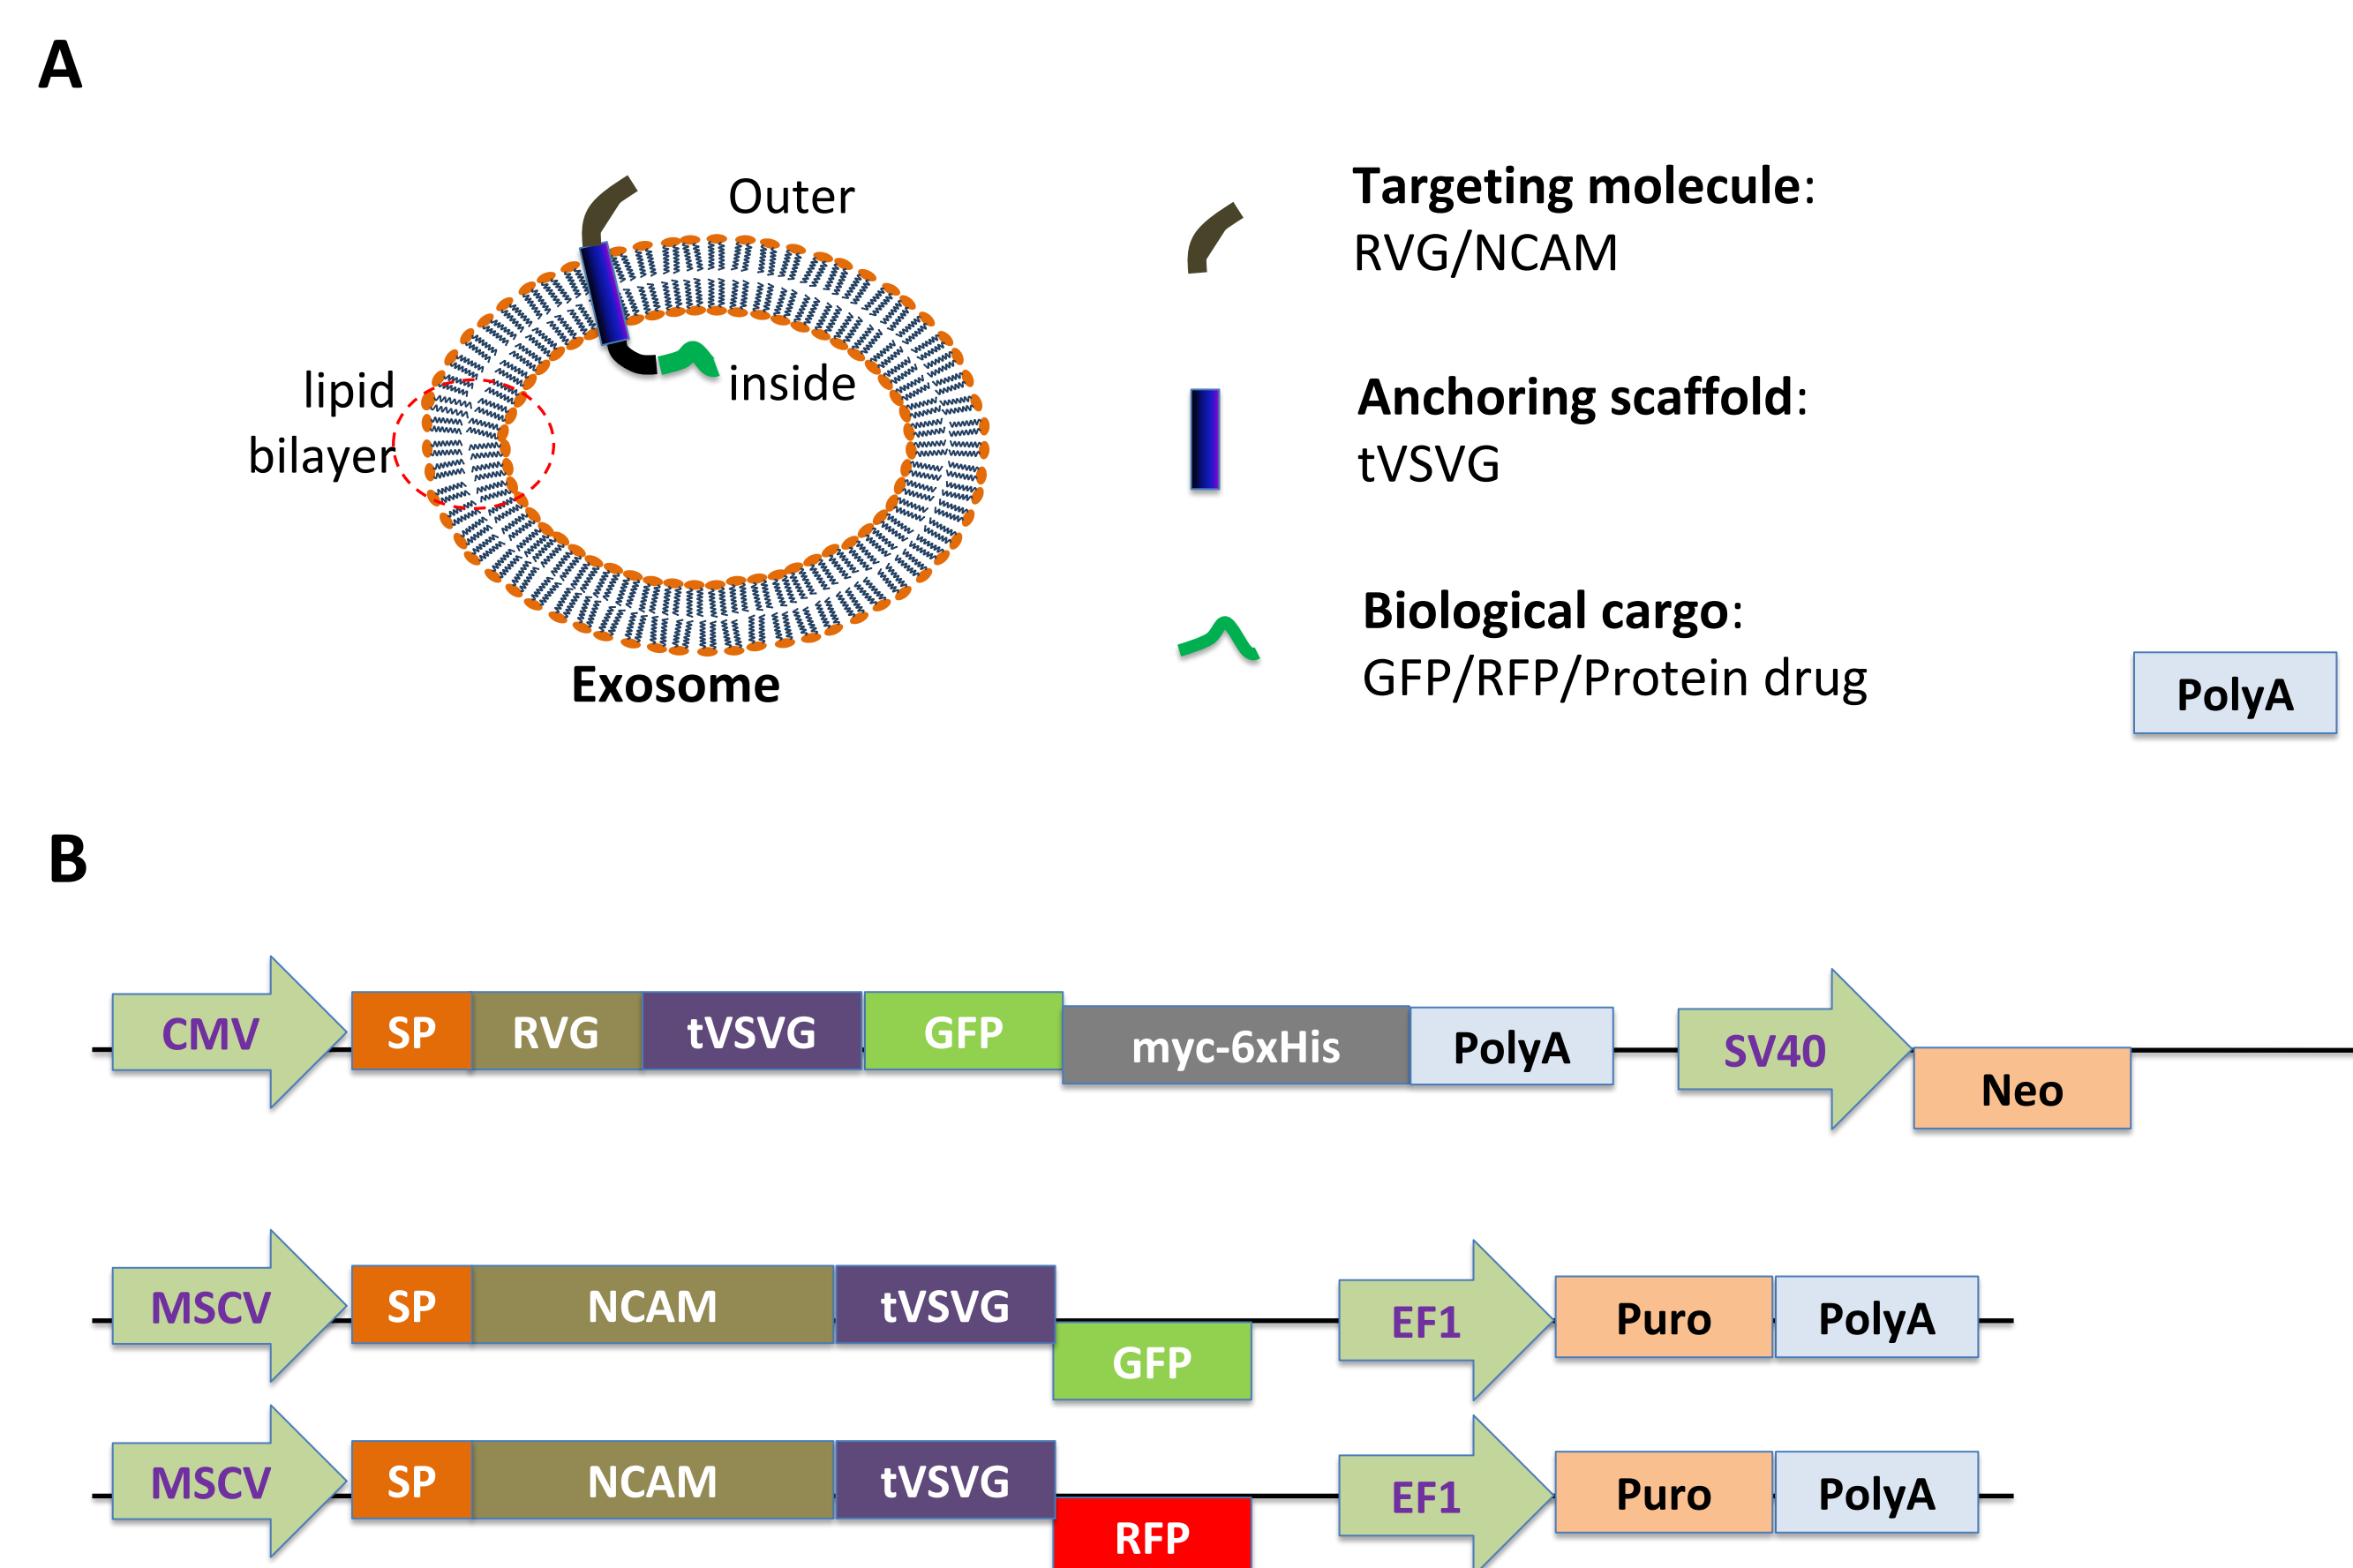 A
Outer
inside
lipid
bilayer
Exosome
Targeting molecule:
RVG/NCAM
Anchoring scaffold:
tVSVG
Biological cargo:
GFP/RFP/Protein drug
PolyA
B
CMV SP RVG tVSVG GFP myc-6xHis PolyA SV40 Neo
MSCV SP NCAM tVSVG GFP EF1 Puro PolyA
MSCV SP NCAM tVSVG RFP EF1 Puro PolyA